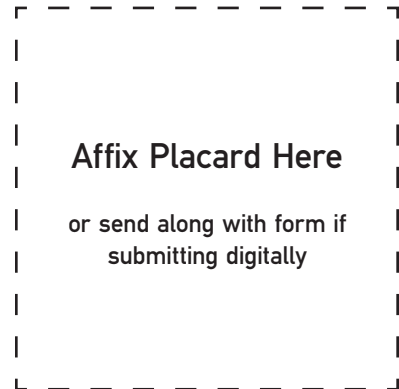 Affix Placard Here
or send along with form if
submitting digitally